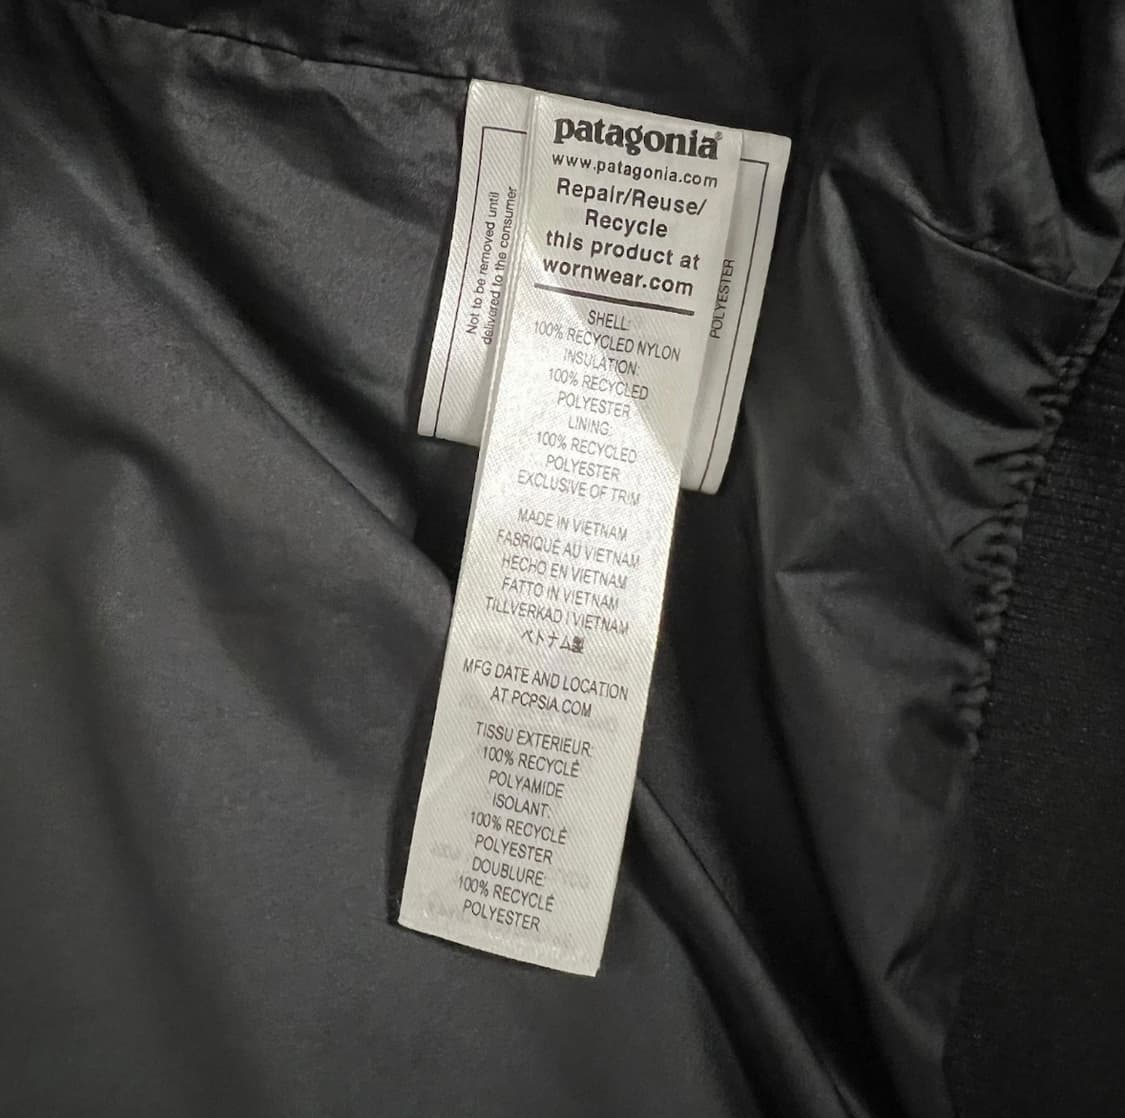 patagonia®
www.patagonia.com
Repair/Reuse/
Recycle
this product at
wornwear.com
SHELL:
100% RECYCLED NYLON
INSULATION:
100% RECYCLED
POLYESTER
LINING:
100% RECYCLED
POLYESTER
EXCLUSIVE OF TRIM
MADE IN VIETNAM
FABRIQUÉ AU VIETNAM
HECHO EN VIETNAM
FATTO IN VIETNAM
TILLVERKAD I VIETNAM
ベトナム製
MFG DATE AND LOCATION
AT PCPSIA.COM
TISSU EXTERIEUR:
100% RECYCLÉ
POLYAMIDE
ISOLANT:
100% RECYCLÉ
POLYESTER
DOUBLURE:
100% RECYCLÉ
POLYESTER
Not to be removed until
delivered to the consumer
POLYESTER